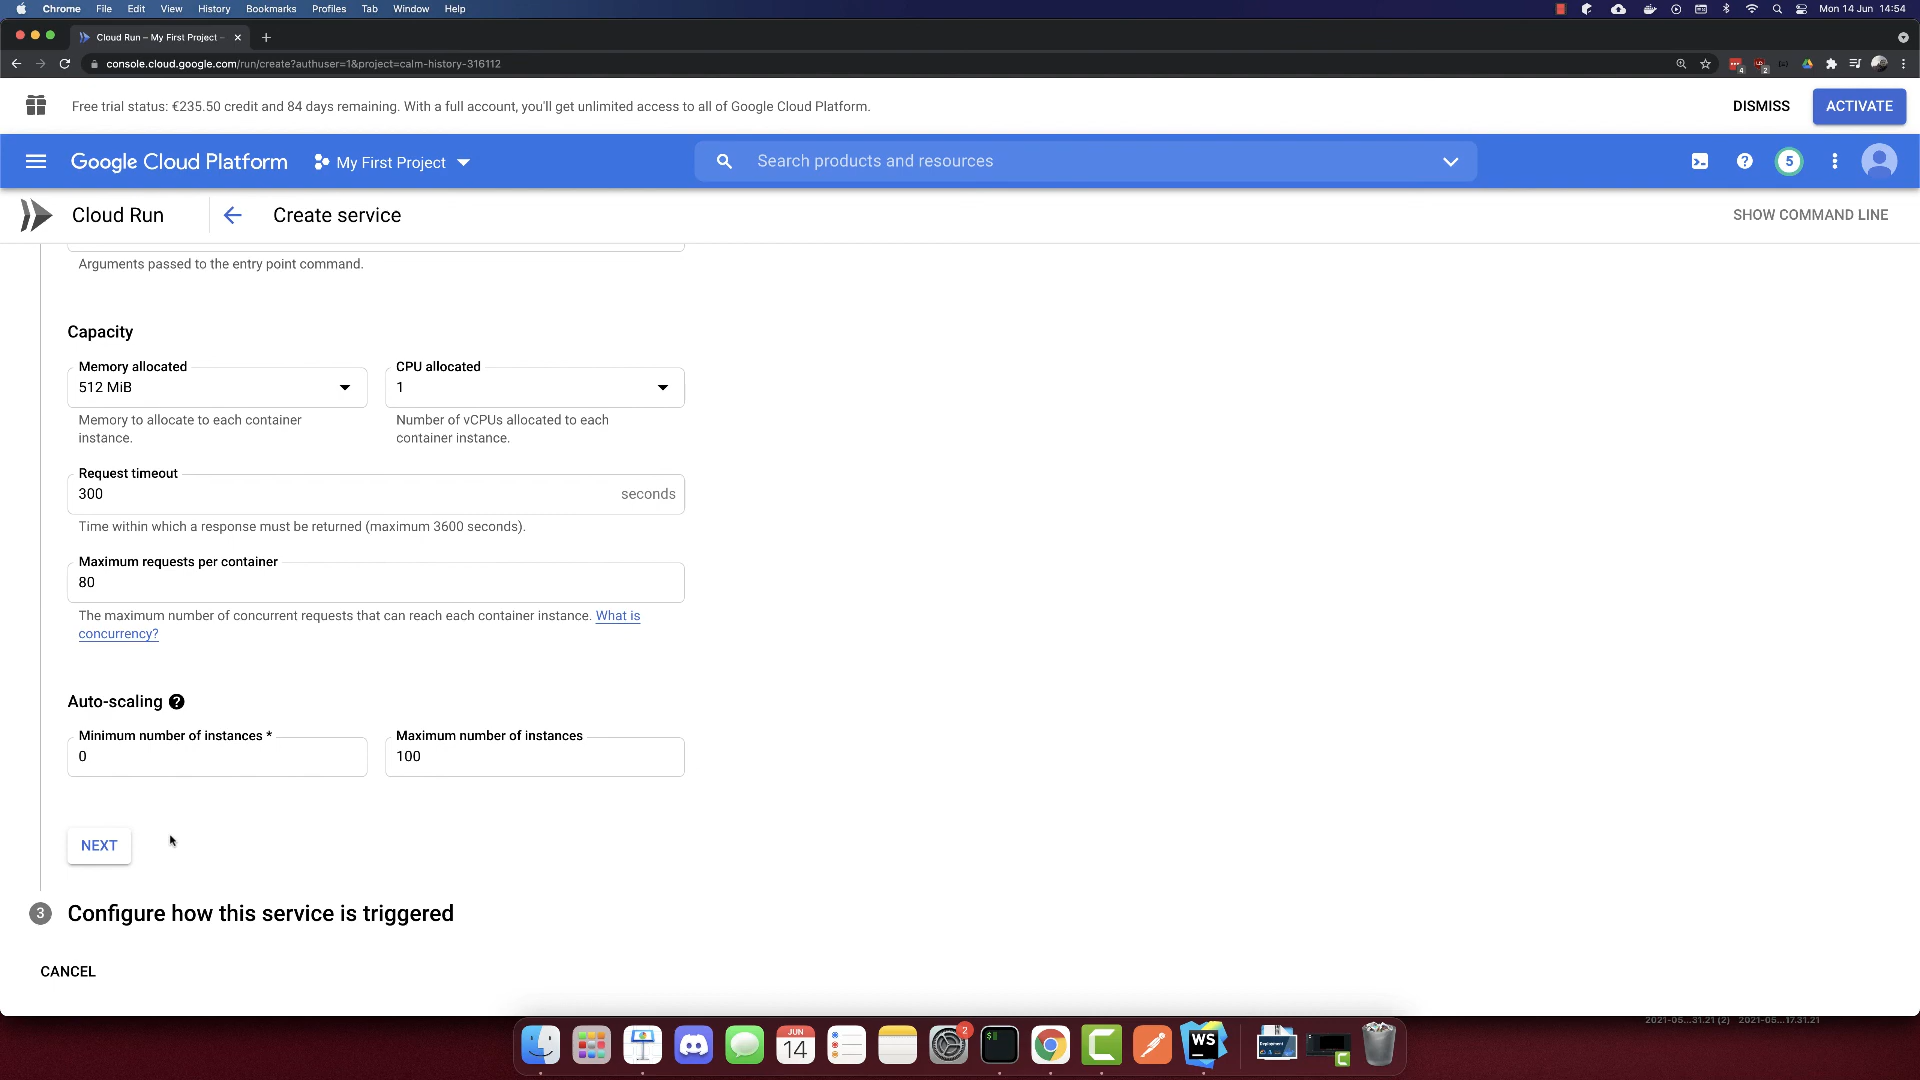 Chrome File Edit View History Bookmarks Profiles Tab Window Help
Mon 14 Jun 14:54
Cloud Run – My First Project –
console.cloud.google.com/run/create?authuser=1&project=calm-history-316112
Free trial status: €235.50 credit and 84 days remaining. With a full account, you'll get unlimited access to all of Google Cloud Platform.
DISMISS
ACTIVATE
Google Cloud Platform
My First Project
Search products and resources
5
Cloud Run
Create service
SHOW COMMAND LINE
Arguments passed to the entry point command.
Capacity
Memory allocated
512 MiB
Memory to allocate to each container
instance.
CPU allocated
1
Number of vCPUs allocated to each
container instance.
Request timeout
300
seconds
Time within which a response must be returned (maximum 3600 seconds).
Maximum requests per container
80
The maximum number of concurrent requests that can reach each container instance. What is
concurrency?
Auto-scaling
Minimum number of instances *
0
Maximum number of instances
100
NEXT
3 Configure how this service is triggered
CANCEL
2021-05...31.21 (2) 2021-05...17.31.21
JUN
14
2
WS